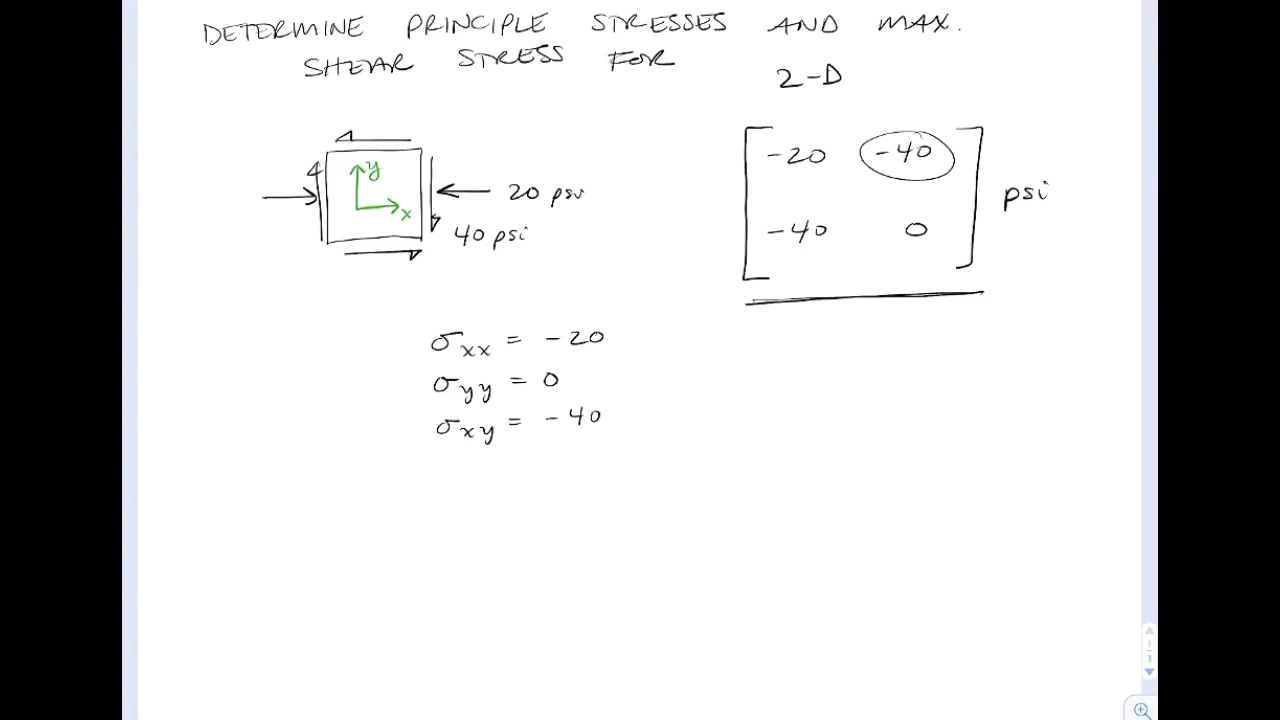 DETERMINE PRINCIPLE STRESSES AND MAX.
SHEAR STRESS FOR
2-D
y
x
20 psi
40 psi
-20 -40
-40 0
psi
σxx = -20
σyy = 0
σxy = -40